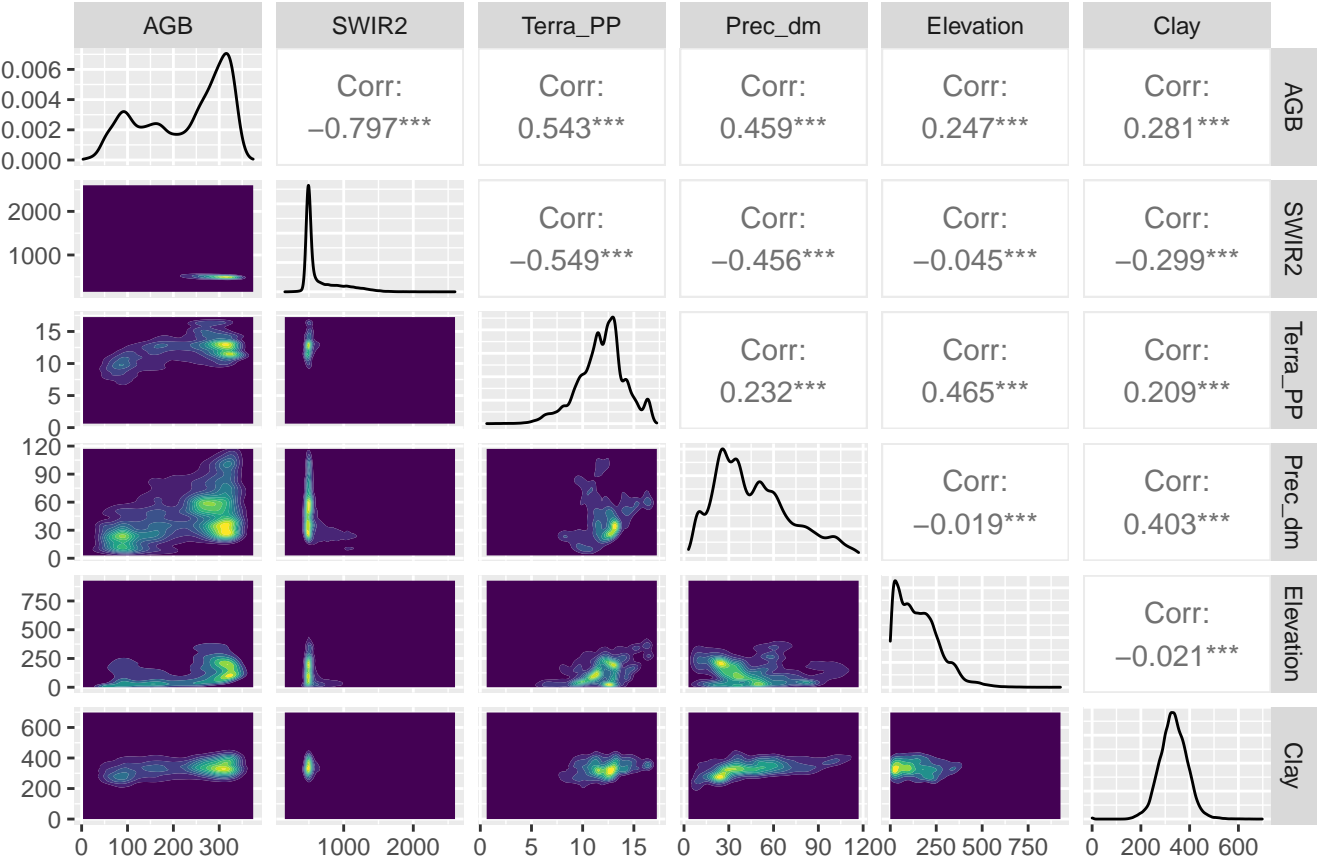 AGB SWIR2 Terra_PP Prec_dm Elevation Clay
0.006
0.004
0.002
0.000
Corr:
−0.797***
Corr:
0.543***
Corr:
0.459***
Corr:
0.247***
Corr:
0.281***
AGB
2000
1000
Corr:
−0.549***
Corr:
−0.456***
Corr:
−0.045***
Corr:
−0.299***
SWIR2
15
10
5
0
Corr:
0.232***
Corr:
0.465***
Corr:
0.209***
Terra_PP
120
90
60
30
0
Corr:
−0.019***
Corr:
0.403***
Prec_dm
750
500
250
0
Corr:
−0.021***
Elevation
600
400
200
0
Clay
0 100 200 300 1000 2000 0 5 10 15 0 30 60 90 120 0 250 500 750 0 200 400 600